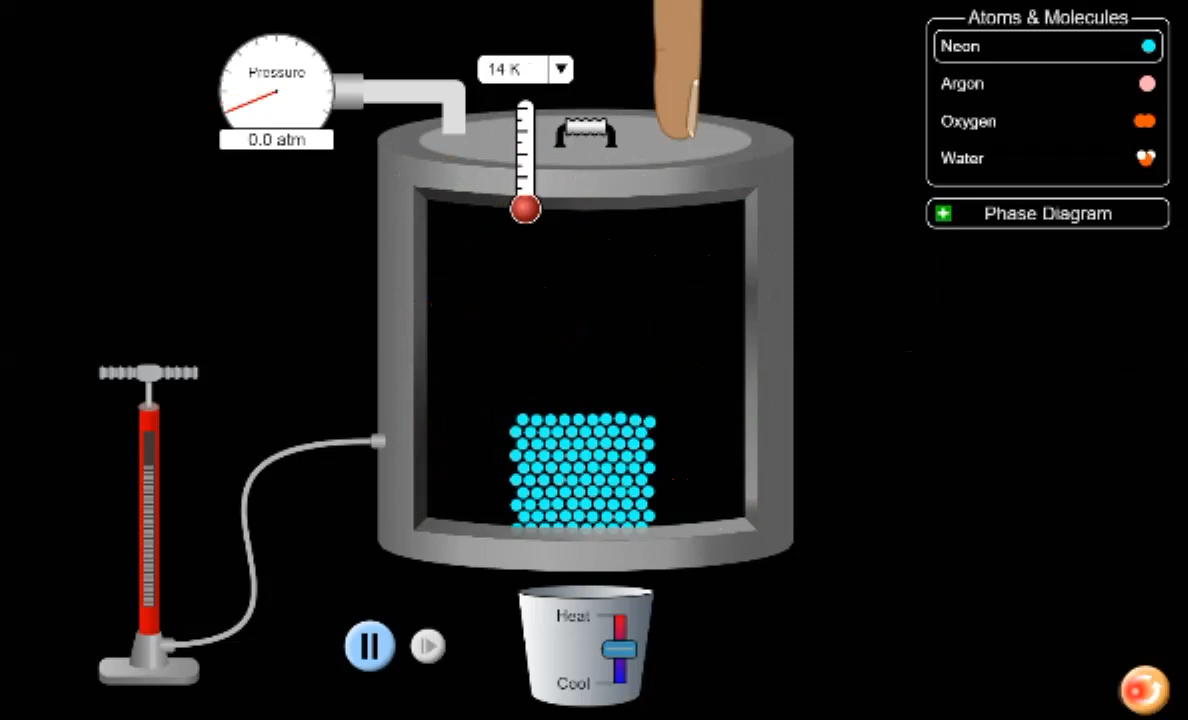 Pressure
0.0 atm
14 K
Atoms & Molecules
Neon
Argon
Oxygen
Water
Phase Diagram
Heat
Cool